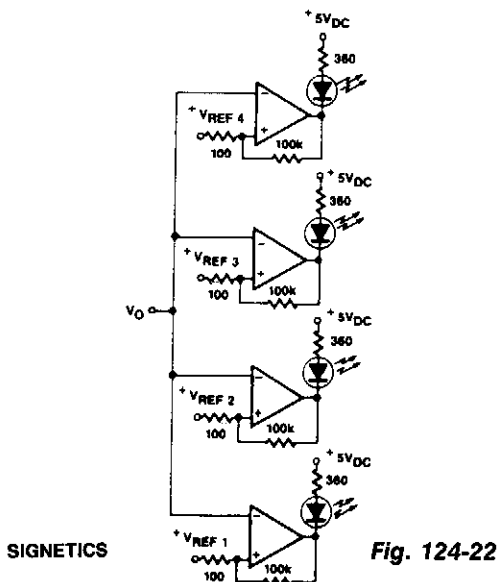 + 5VDC
360
+ VREF 4
100
100k
+ 5VDC
360
+ VREF 3
100
100k
VO
+ 5VDC
360
+ VREF 2
100
100k
+ 5VDC
360
+ VREF 1
100
100k
SIGNETICS
Fig. 124-22